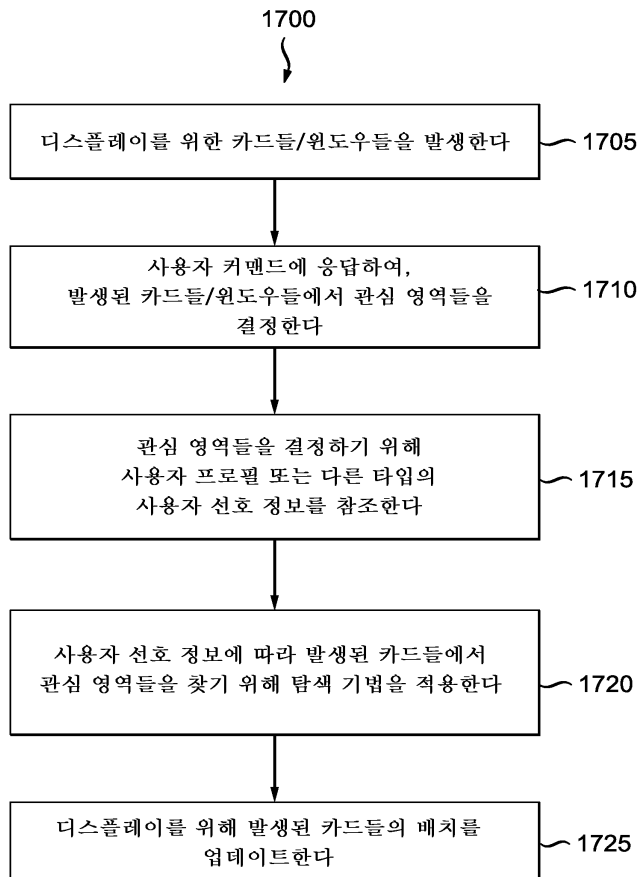 1700
디스플레이를 위한 카드들/윈도우들을 발생한다
1705
사용자 커맨드에 응답하여,
발생된 카드들/윈도우들에서 관심 영역들을
결정한다
1710
관심 영역들을 결정하기 위해
사용자 프로필 또는 다른 타입의
사용자 선호 정보를 참조한다
1715
사용자 선호 정보에 따라 발생된 카드들에서
관심 영역들을 찾기 위해 탐색 기법을 적용한다
1720
디스플레이를 위해 발생된 카드들의 배치를
업데이트한다
1725